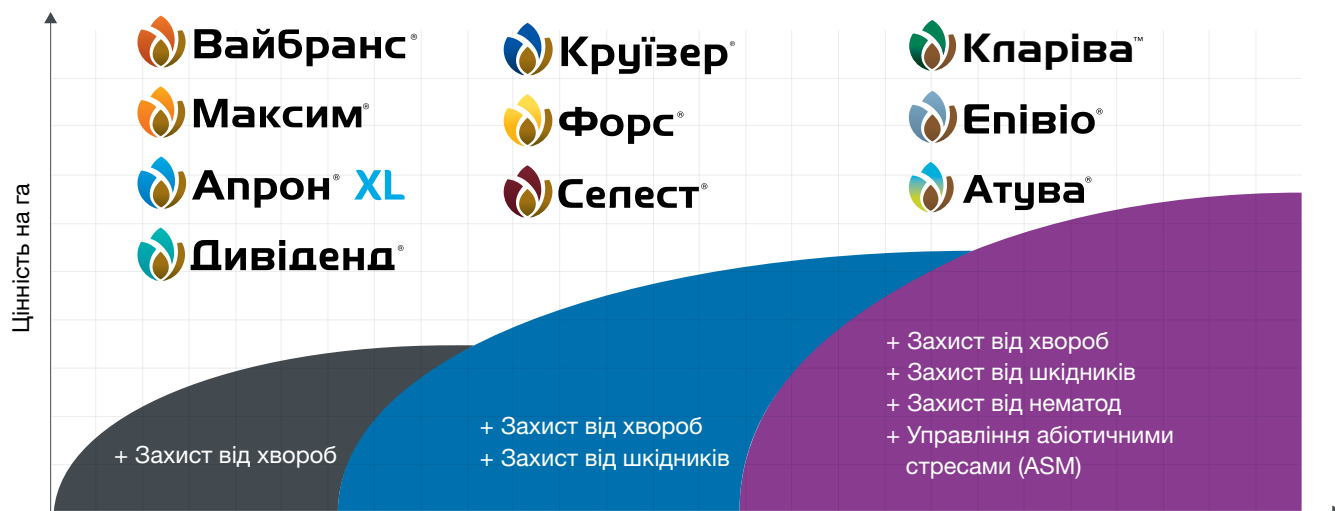 Цінність на га
Вайбранс®
Максим®
Апрон® XL
Дивіденд®
Круїзер®
Форс®
Селест®
Кларіва™
Епівіо®
Атува®
+ Захист від хвороб
+ Захист від хвороб
+ Захист від шкідників
+ Захист від хвороб
+ Захист від шкідників
+ Захист від нематод
+ Управління абіотичними
стресами (ASM)